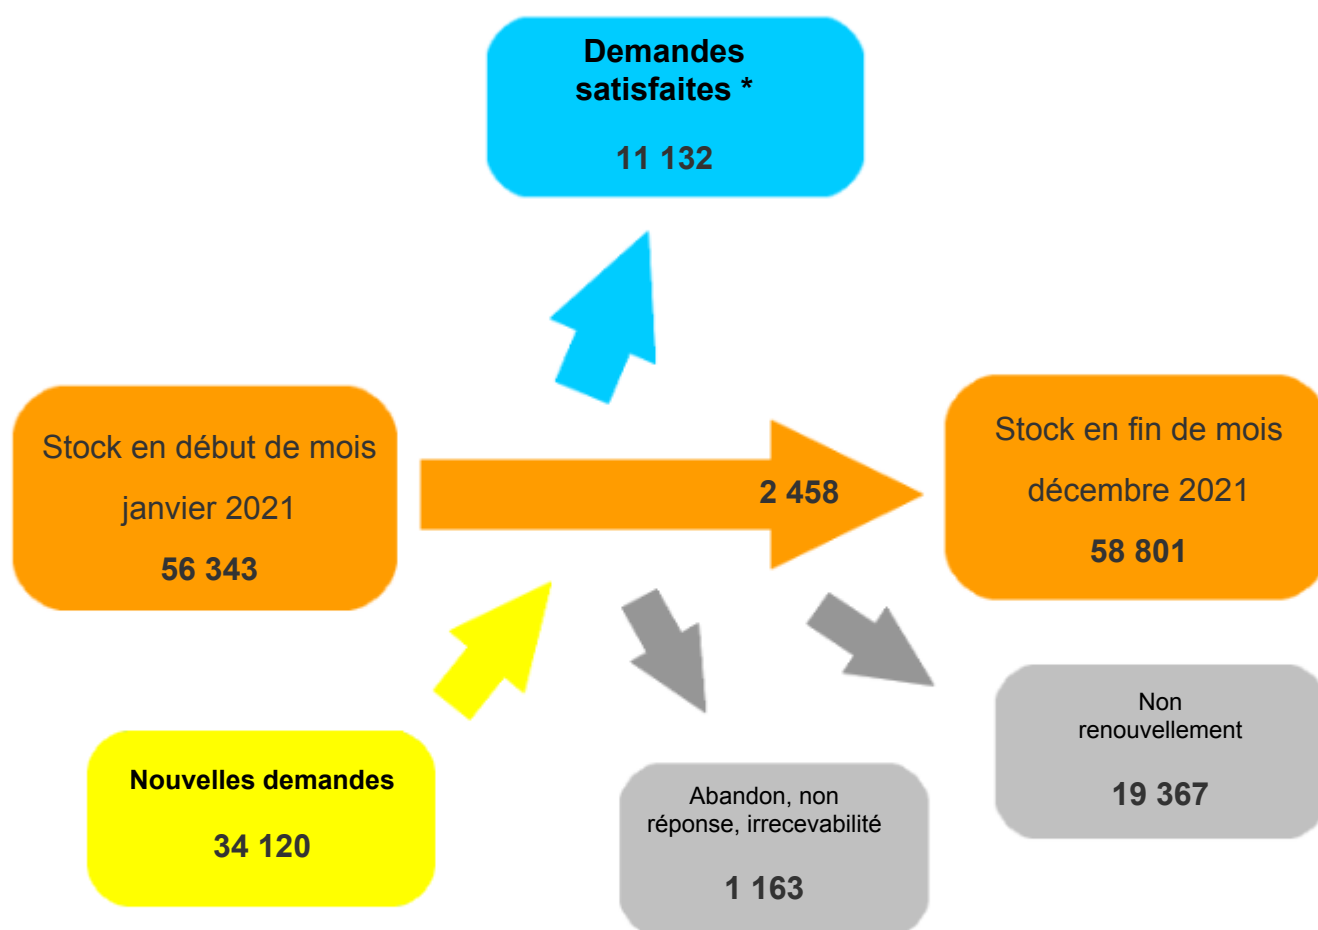 Demandes
satisfaites *
11 132
Stock en début de mois
janvier 2021
56 343
2 458
Stock en fin de mois
décembre 2021
58 801
Nouvelles demandes
34 120
Abandon, non
réponse, irrecevabilité
1 163
Non
renouvellement
19 367